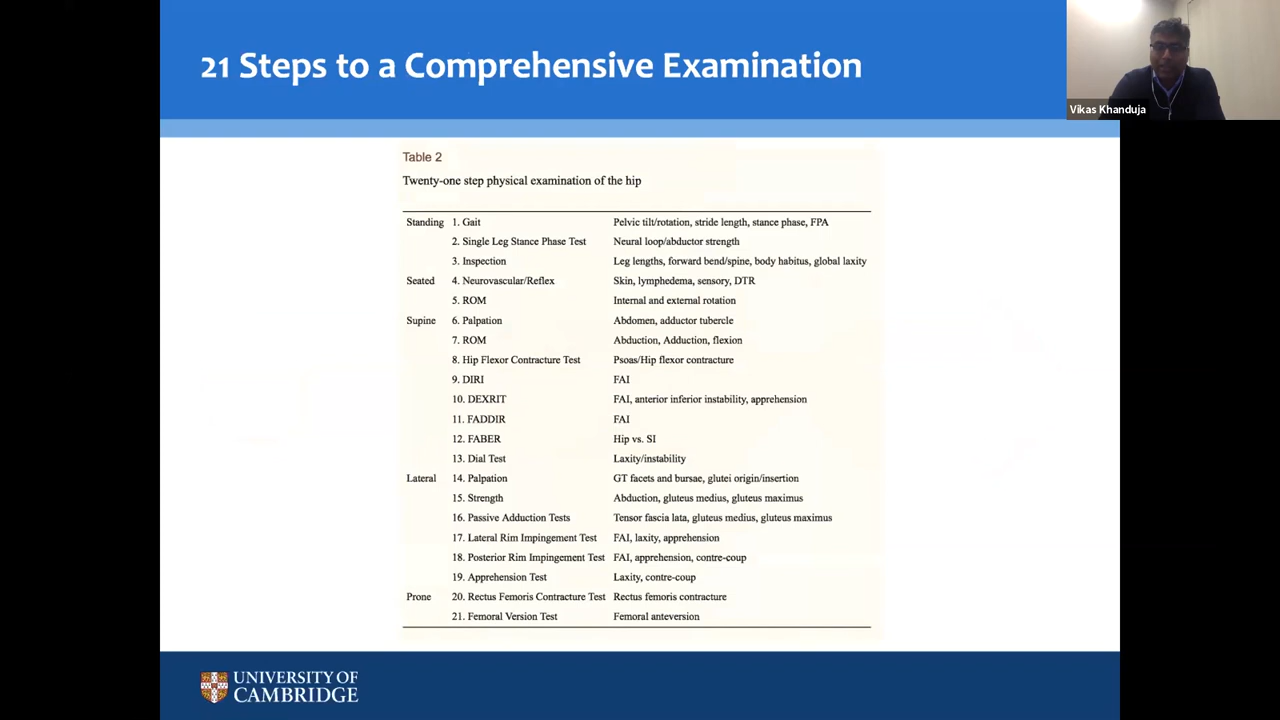 21 Steps to a Comprehensive Examination
Vikas Khanduja
Table 2
Twenty-one step physical examination of the hip
Standing 1. Gait Pelvic tilt/rotation, stride length, stance phase, FPA
2. Single Leg Stance Phase Test Neural loop/abductor strength
3. Inspection Leg lengths, forward bend/spine, body habitus, global laxity
Seated 4. Neurovascular/Reflex Skin, lymphedema, sensory, DTR
5. ROM Internal and external rotation
Supine 6. Palpation Abdomen, adductor tubercle
7. ROM Abduction, Adduction, flexion
8. Hip Flexor Contracture Test Psoas/Hip flexor contracture
9. DIRI FAI
10. DEXRIT FAI, anterior inferior instability, apprehension
11. FADDIR FAI
12. FABER Hip vs. SI
13. Dial Test Laxity/instability
Lateral 14. Palpation GT facets and bursae, glutei origin/insertion
15. Strength Abduction, gluteus medius, gluteus maximus
16. Passive Adduction Tests Tensor fascia lata, gluteus medius, gluteus maximus
17. Lateral Rim Impingement Test FAI, laxity, apprehension
18. Posterior Rim Impingement Test FAI, apprehension, contre-coup
19. Apprehension Test Laxity, contre-coup
Prone 20. Rectus Femoris Contracture Test Rectus femoris contracture
21. Femoral Version Test Femoral anteversion
UNIVERSITY OF
CAMBRIDGE